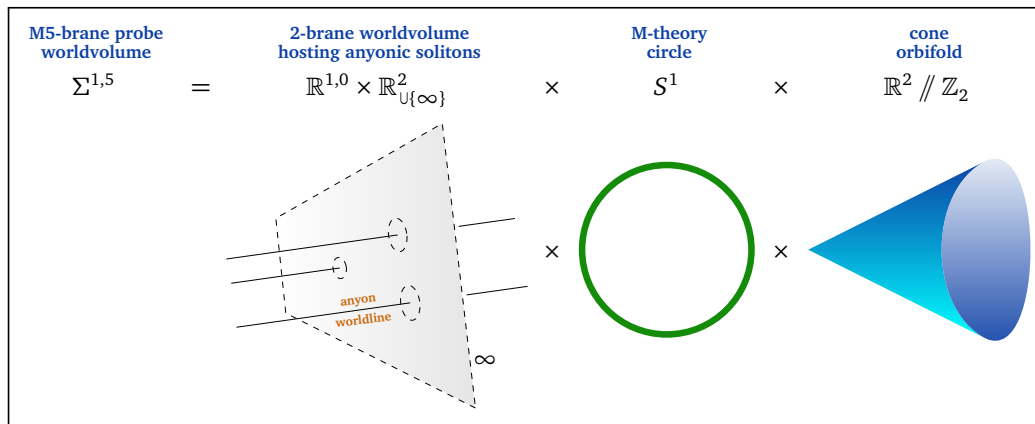 M5-brane probe
worldvolume
2-brane worldvolume
hosting anyonic solitons
M-theory
circle
cone
orbifold
Σ^{1,5} = ℝ^{1,0} × ℝ^2_{∪{∞}} × S^1 × ℝ^2 ⫽ ℤ_2
× ×
anyon
worldline
∞